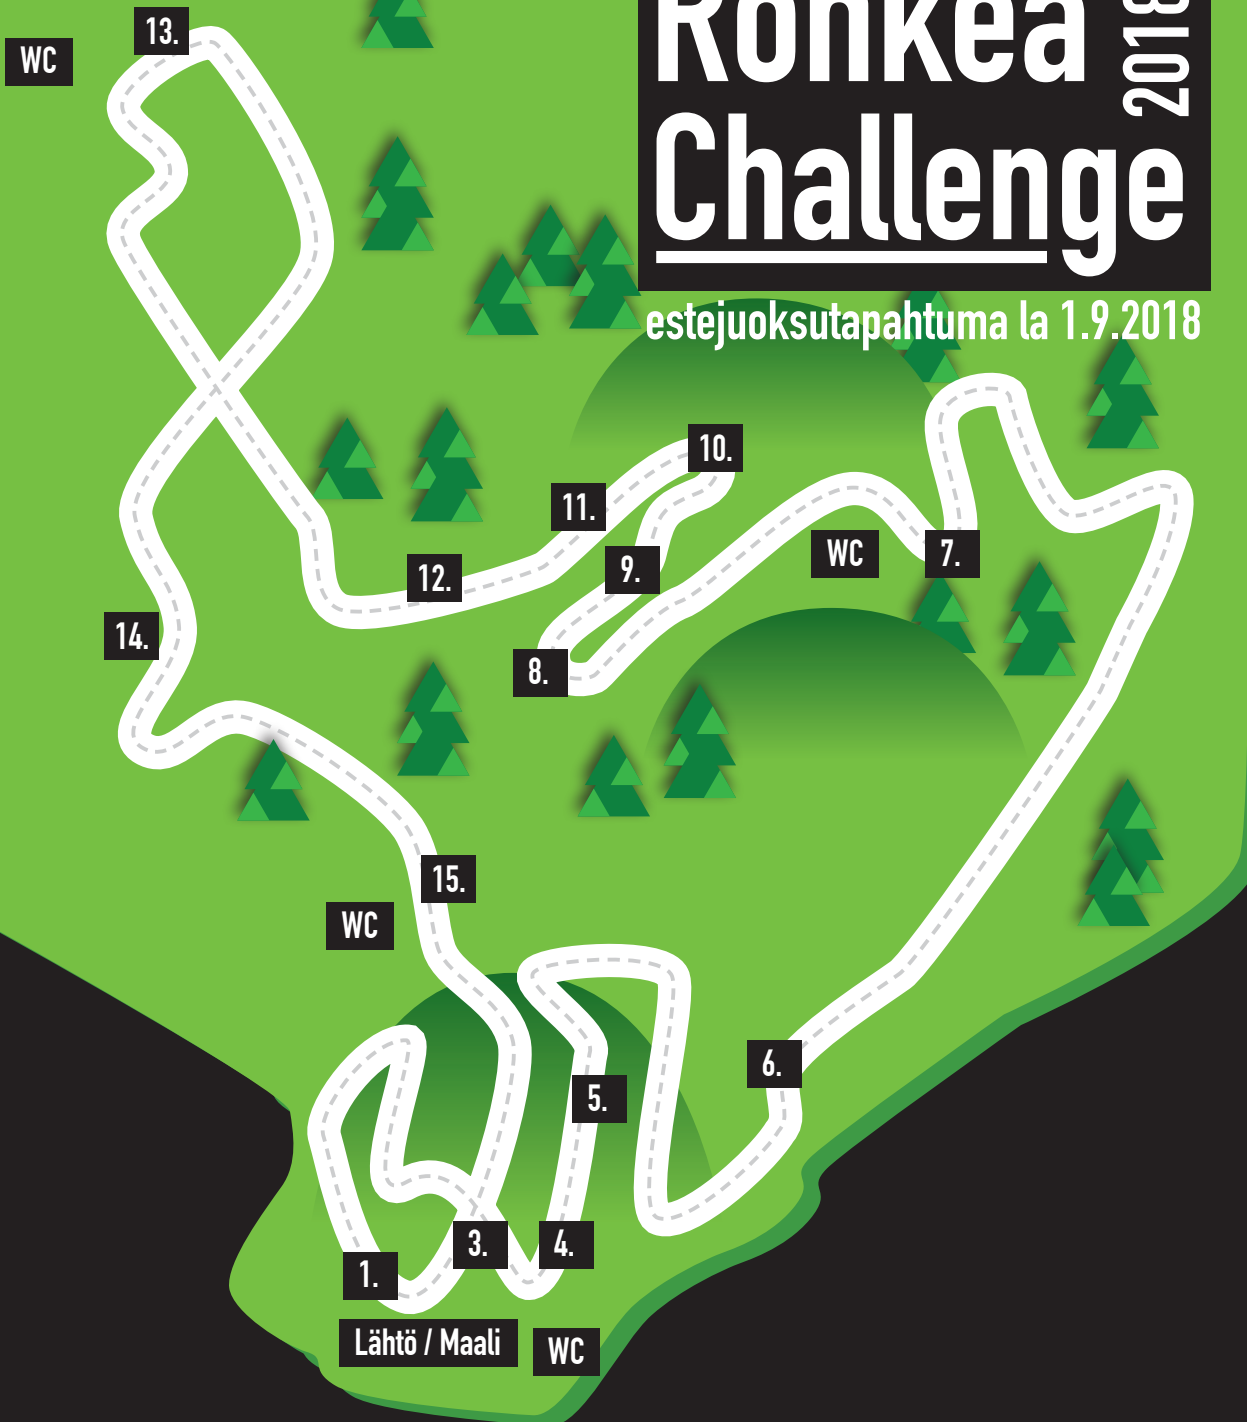 Rönkeä
2018
Challenge
estejuoksutapahtuma la 1.9.2018
13.
WC
10.
11.
WC
7.
9.
12.
14.
8.
15.
WC
6.
5.
3.
4.
1.
Lähtö / Maali
WC